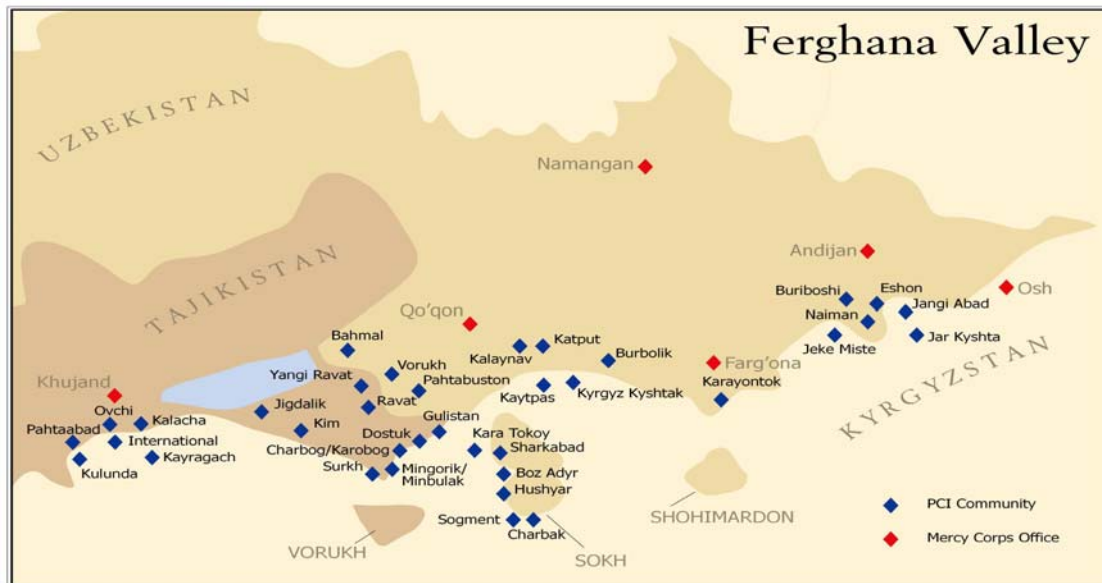 Ferghana Valley
UZBEKISTAN
Namangan
TAJIKISTAN
Andijan
Osh
Buriboshi
Eshon
Jangi Abad
Naiman
Jeke Miste
Jar Kyshta
Qo'qon
Bahmal
Kalaynav
Katput
Burbolik
Farg'ona
Karayontok
KYRGYZSTAN
Vorukh
Yangi Ravat
Pahtabuston
Kaytpas
Kyrgyz Kyshtak
Khujand
Ovchi
Kalacha
Jigdalik
Ravat
Gulistan
Pahtaabad
International
Kim
Dostuk
Kara Tokoy
Kulunda
Kayragach
Charbog/Karobog
Sharkabad
Surkh
Mingorik/
Minbulak
Boz Adyr
Hushyar
Sogment
Charbak
SHOHIMARDON
VORUKH
SOKH
PCI Community
Mercy Corps Office